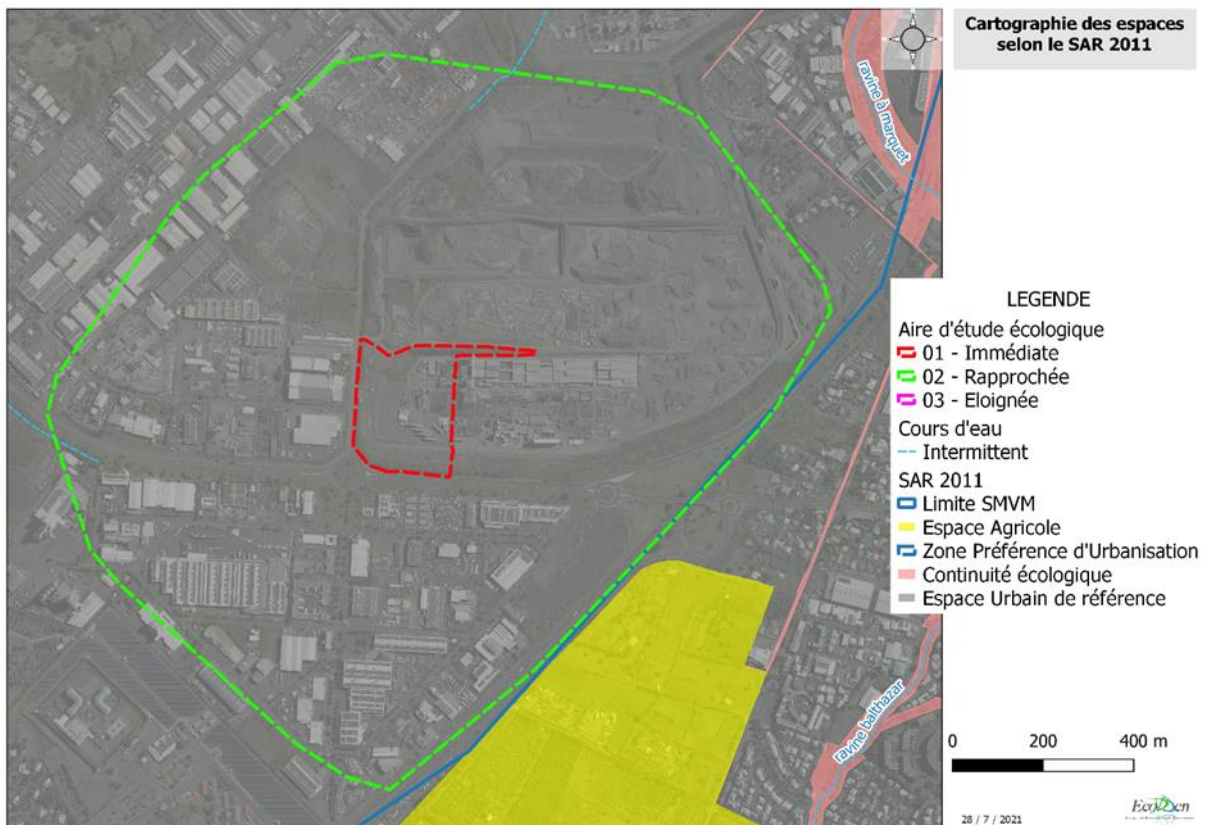 Cartographie des espaces
selon le SAR 2011
ravine à marquet
LEGENDE
Aire d'étude écologique
01 - Immédiate
02 - Rapprochée
03 - Eloignée
Cours d'eau
Intermittent
SAR 2011
Limite SMVM
Espace Agricole
Zone Préférence d'Urbanisation
Continuité écologique
Espace Urbain de référence
ravine balthazar
0 200 400 m
28 / 7 / 2021